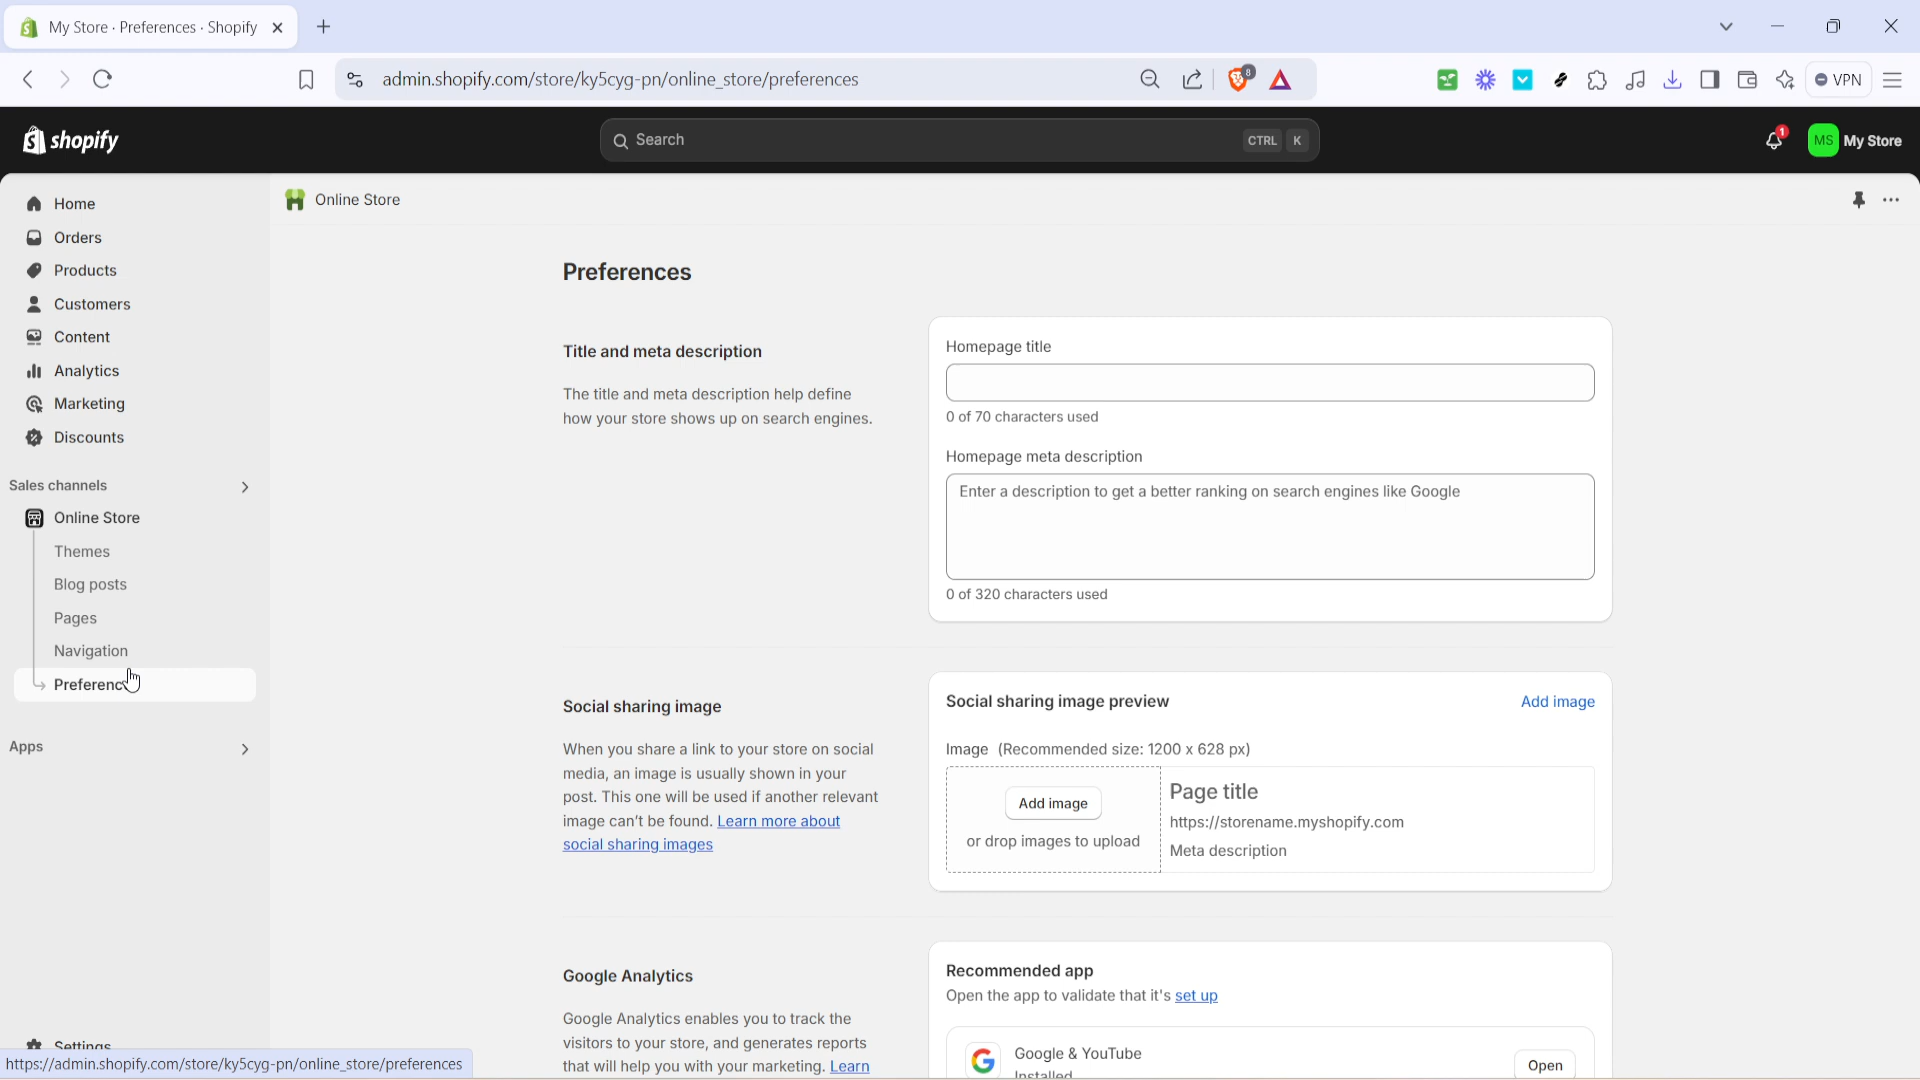 My Store · Preferences · Shopify
admin.shopify.com/store/ky5cyg-pn/online_store/preferences
8
VPN
shopify
Search
CTRL K
1
MS My Store
Home
Orders
Products
Customers
Content
Analytics
Marketing
Discounts
Sales channels
Online Store
Themes
Blog posts
Pages
Navigation
Apps
Settings
https://admin.shopify.com/store/ky5cyg-pn/online_store/preferences
Online Store
Preferences
Title and meta description
The title and meta description help define
how your store shows up on search engines.
Homepage title
0 of 70 characters used
Homepage meta description
Enter a description to get a better ranking on search engines like Google
0 of 320 characters used
Social sharing image
When you share a link to your store on social
media, an image is usually shown in your
post. This one will be used if another relevant
image can't be found. Learn more about
social sharing images
Social sharing image preview
Add image
Image (Recommended size: 1200 x 628 px)
Add image
or drop images to upload
Page title
https://storename.myshopify.com
Meta description
Google Analytics
Google Analytics enables you to track the
visitors to your store, and generates reports
that will help you with your marketing. Learn
Recommended app
Open the app to validate that it's set up
Google & YouTube
Installed
Open